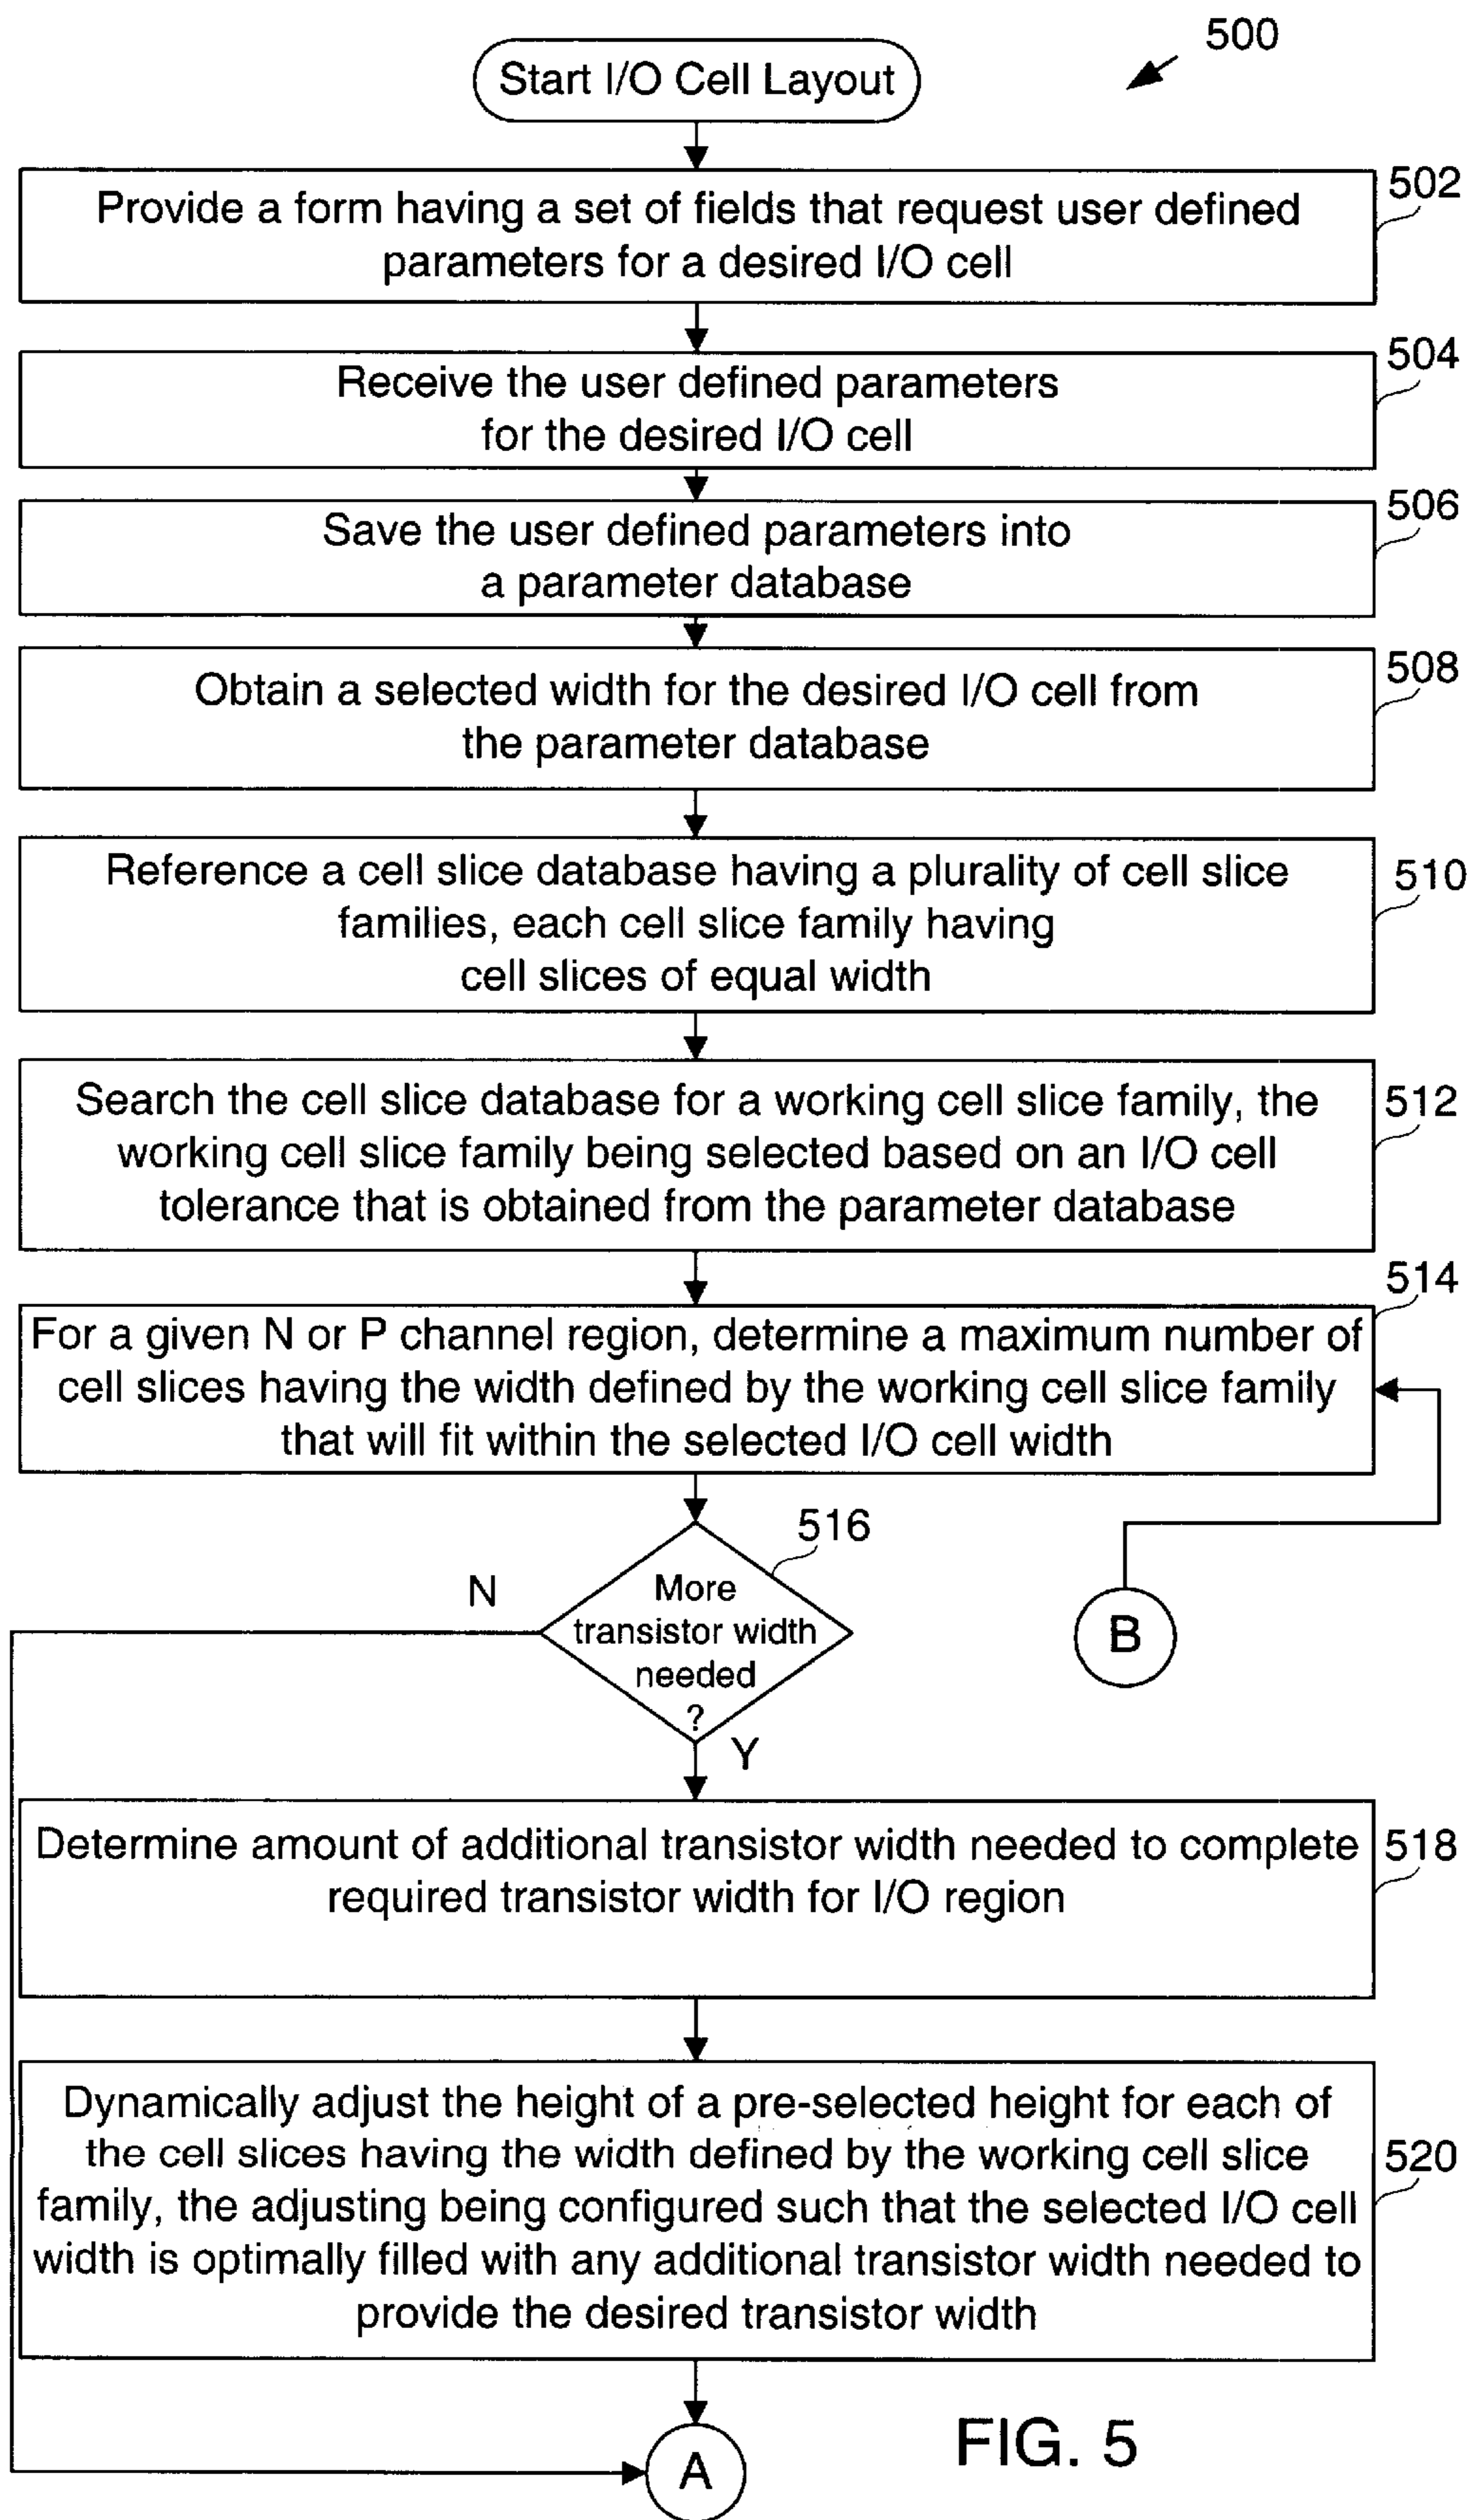 500
Start I/O Cell Layout
502
Provide a form having a set of fields that request user defined
parameters for a desired I/O cell
504
Receive the user defined parameters
for the desired I/O cell
506
Save the user defined parameters into
a parameter database
508
Obtain a selected width for the desired I/O cell from
the parameter database
510
Reference a cell slice database having a plurality of cell slice
families, each cell slice family having
cell slices of equal width
512
Search the cell slice database for a working cell slice family, the
working cell slice family being selected based on an I/O cell
tolerance that is obtained from the parameter database
514
For a given N or P channel region, determine a maximum number of
cell slices having the width defined by the working cell slice family
that will fit within the selected I/O cell width
516
N
More
transistor width
needed
?
B
Y
518
Determine amount of additional transistor width needed to complete
required transistor width for I/O region
520
Dynamically adjust the height of a pre-selected height for each of
the cell slices having the width defined by the working cell slice
family, the adjusting being configured such that the selected I/O cell
width is optimally filled with any additional transistor width needed to
provide the desired transistor width
A
FIG. 5